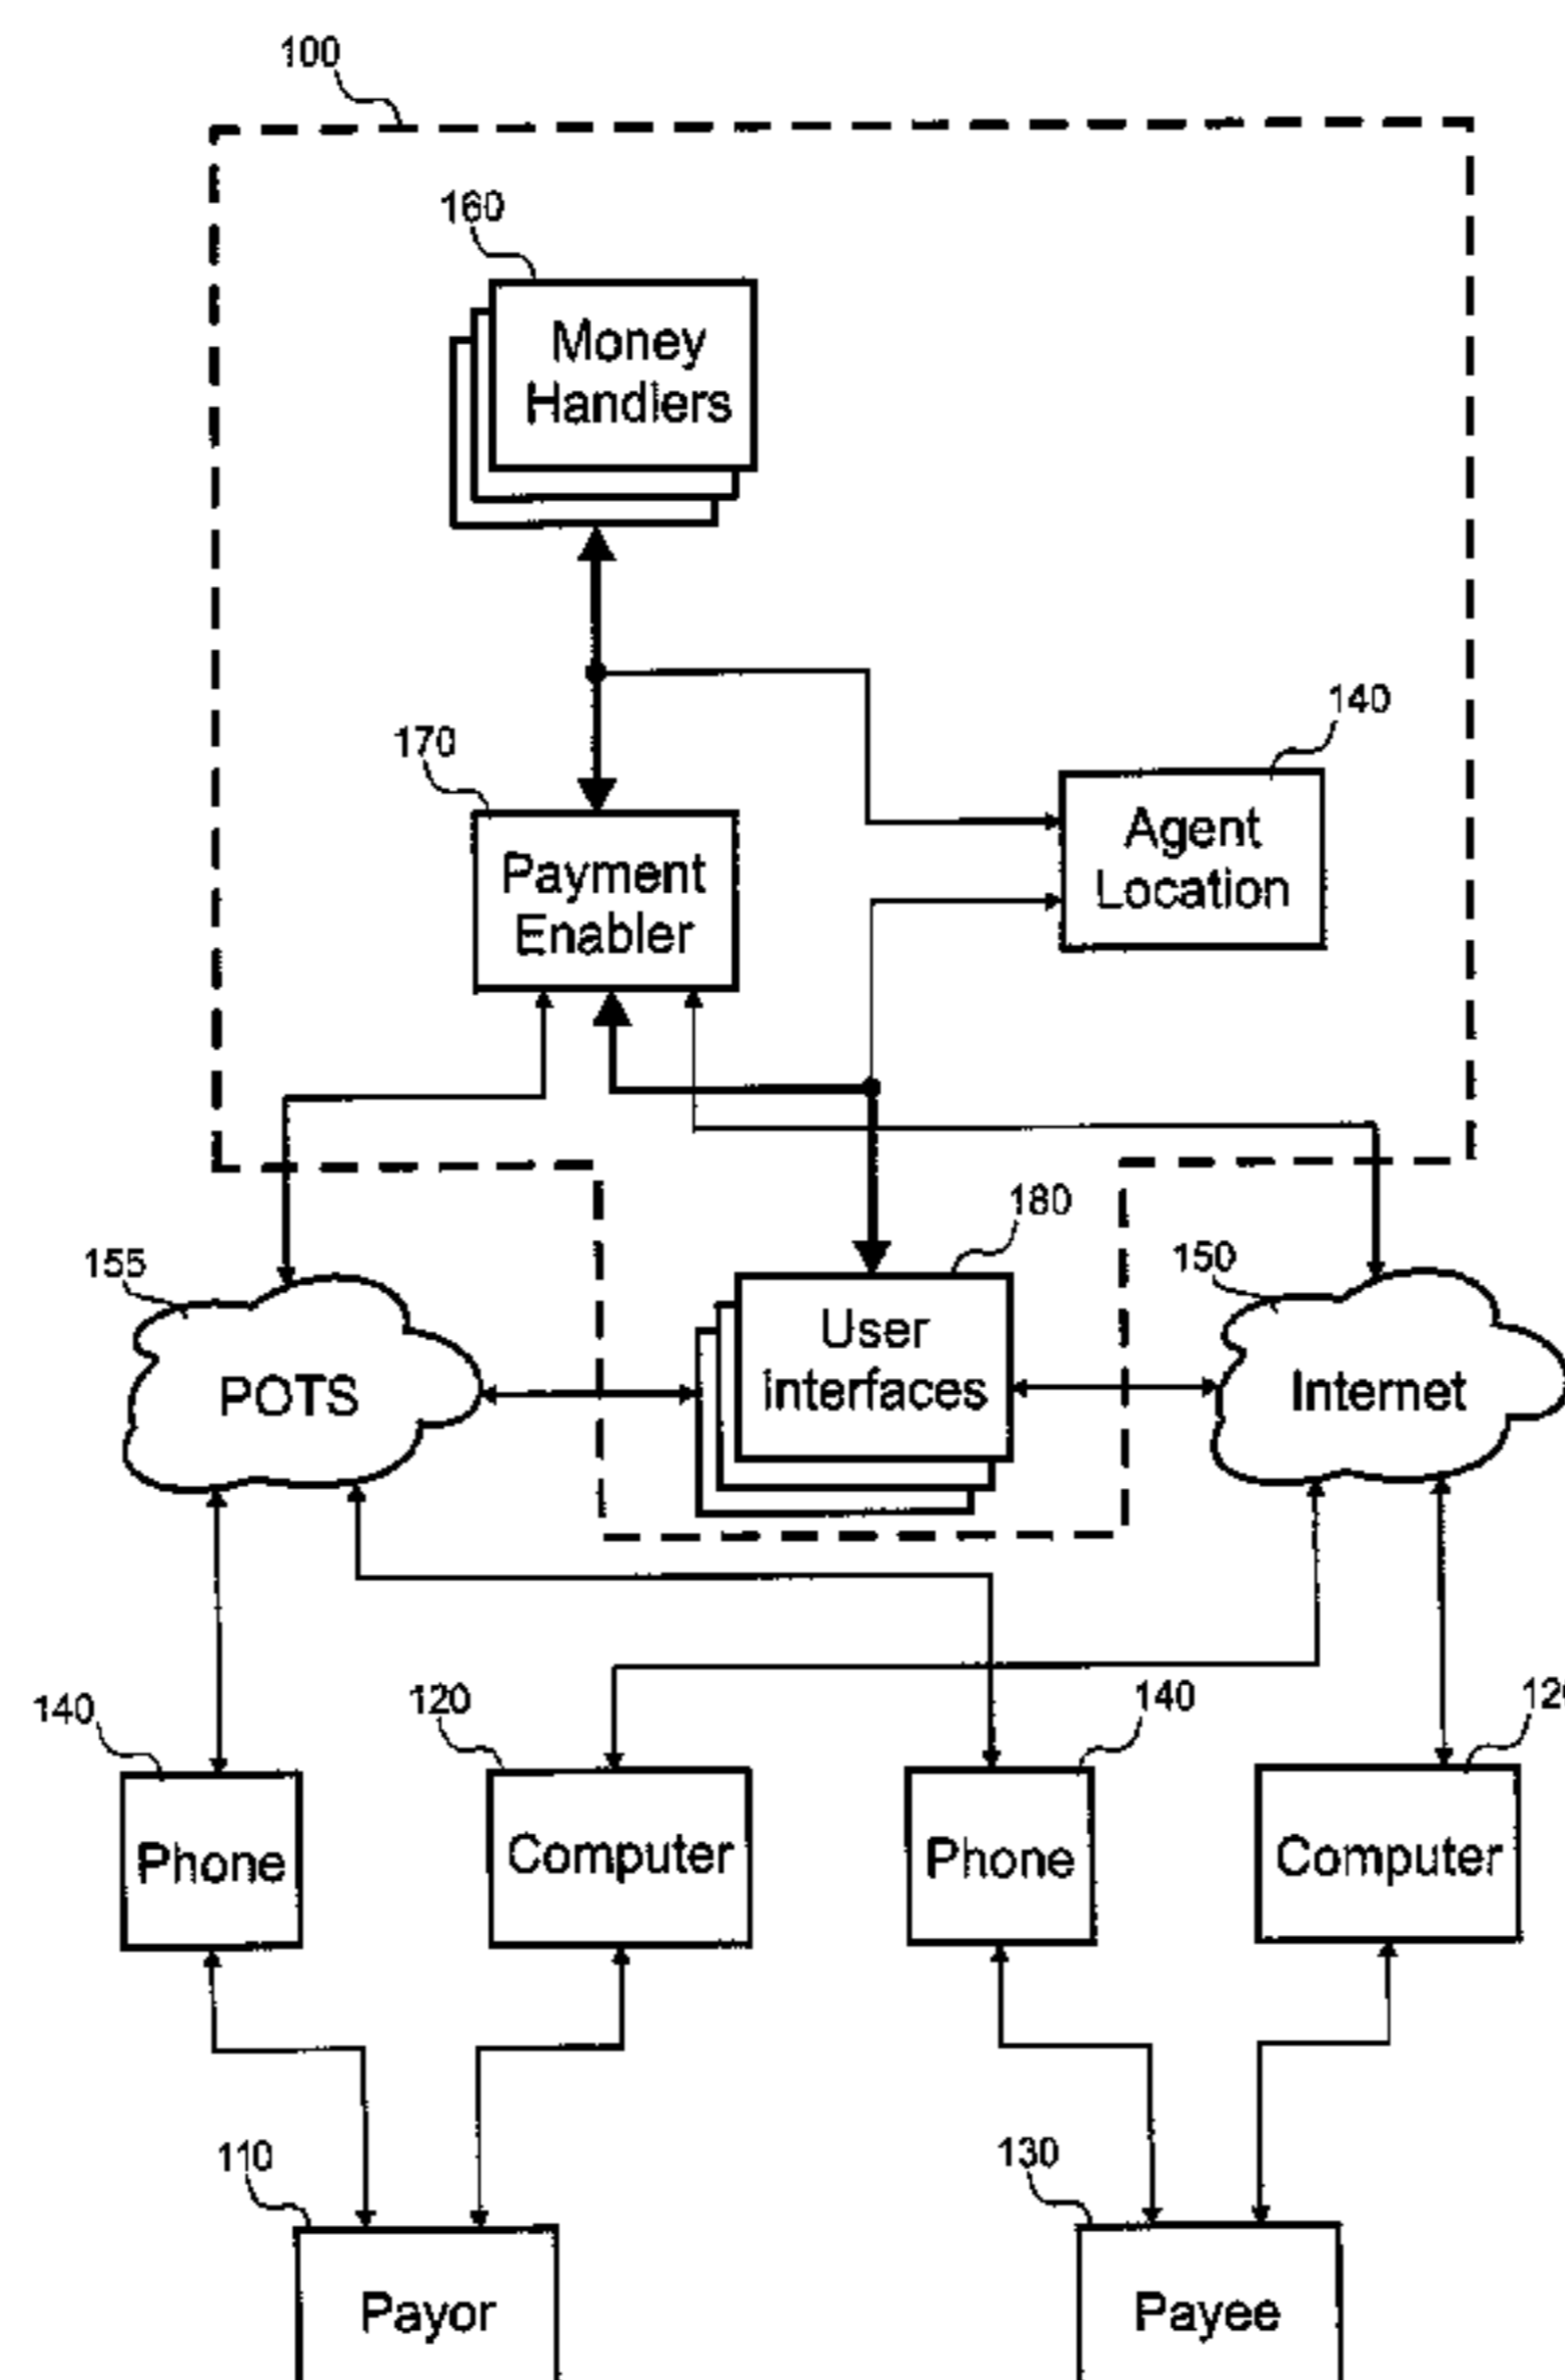 100
160
Money
Handlers
140
170
Agent
Location
Payment
Enabler
180
155
150
User
Interfaces
POTS
Internet
140
120
140
Phone
Computer
Phone
Computer
110
130
Payor
Payee